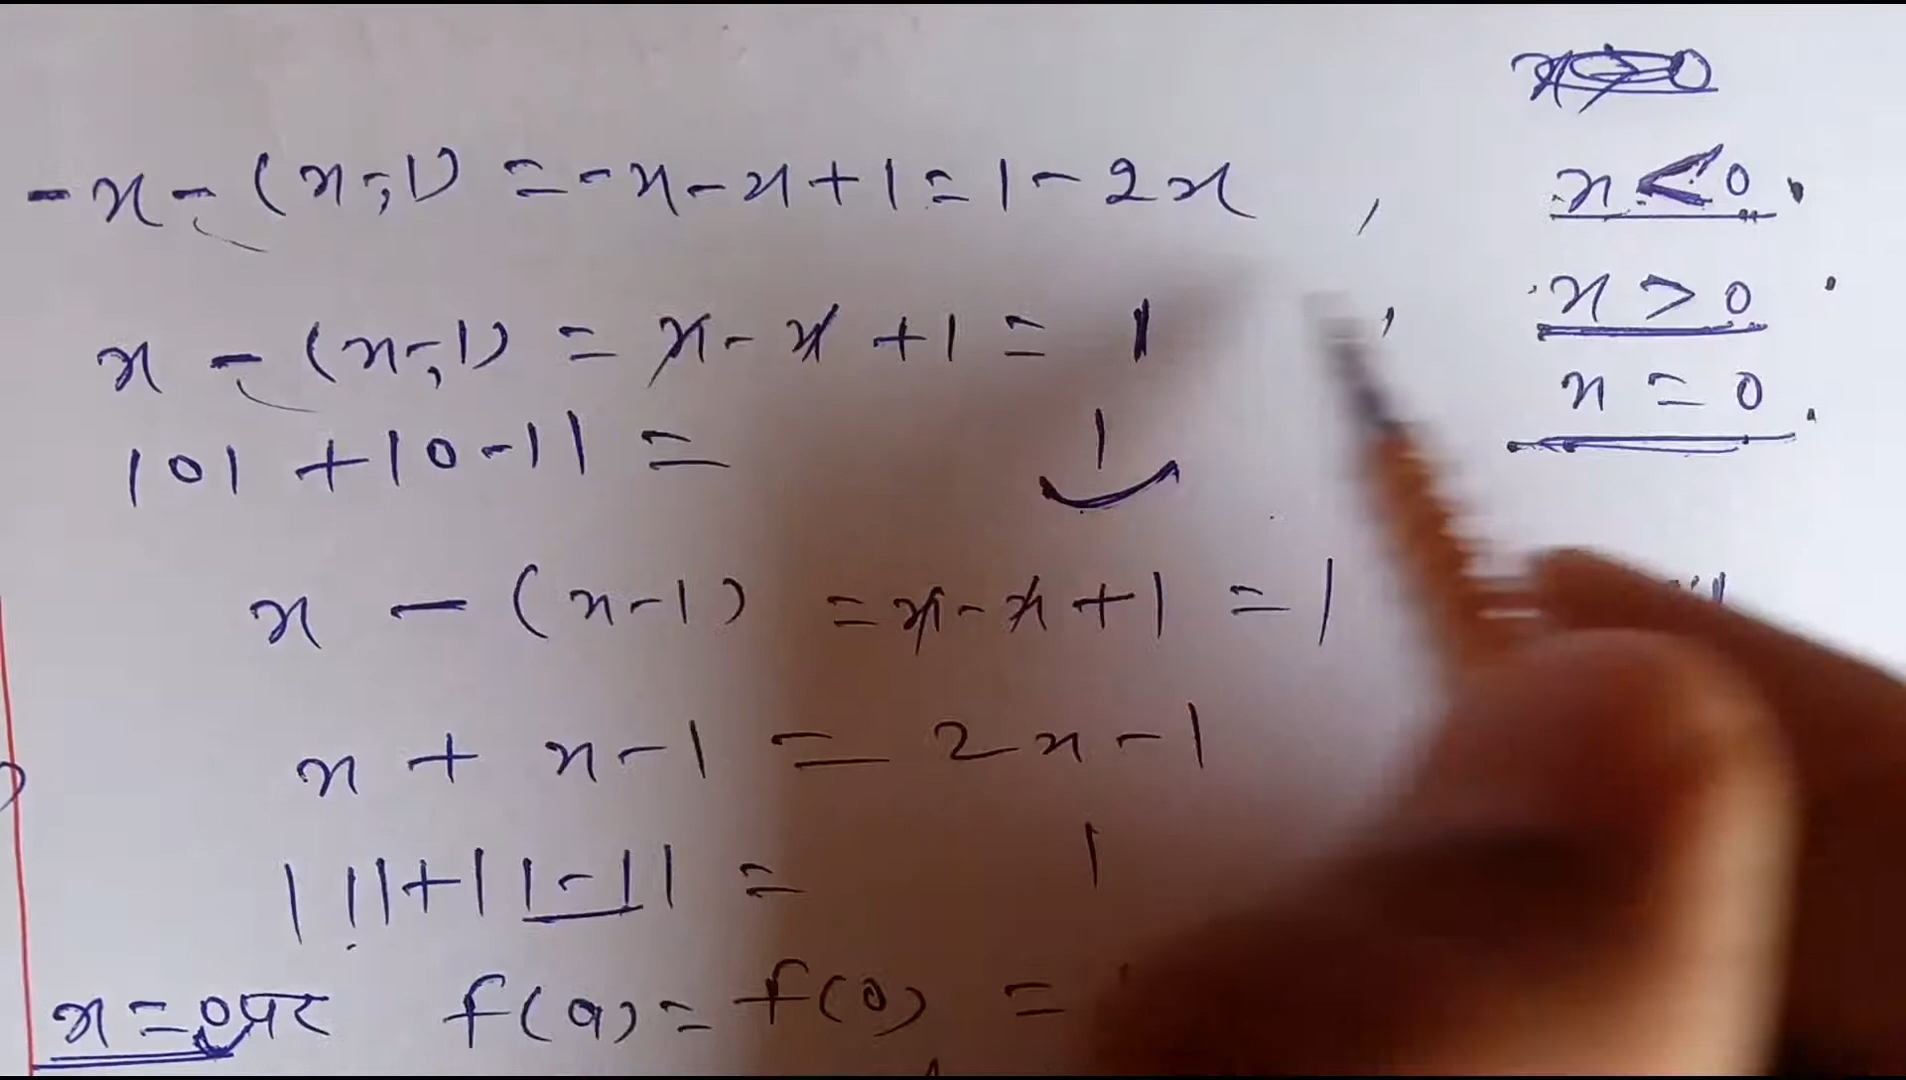 x>0
-x-(x-1) = -x-x+1=1-2x , x<0
x-(x-1) = x-x+1 = 1 , x>0
|0|+|0-1| = 1 x=0
x-(x-1) = x-x+1 = 1
x+x-1 = 2x-1
|1|+|1-1| = 1
x=0पर f(a)=f(0) =